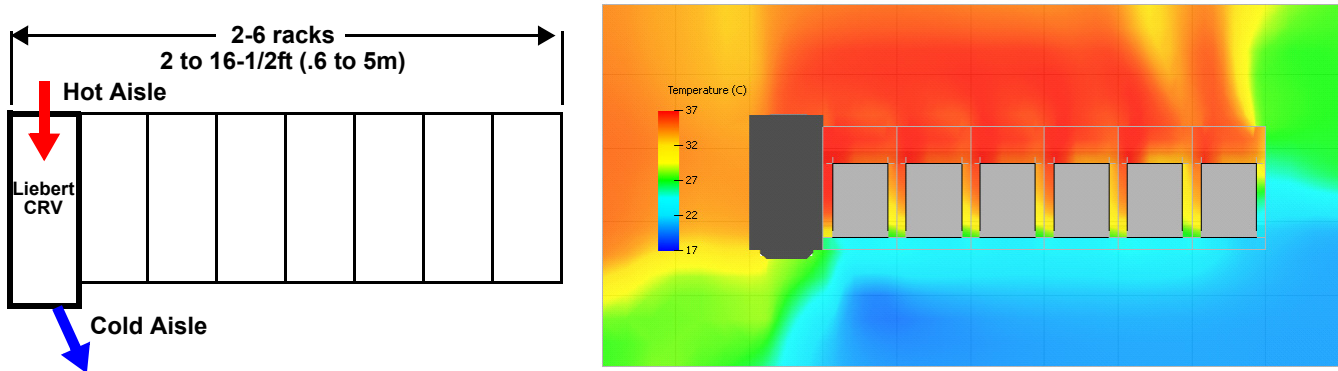 2-6 racks
2 to 16-1/2ft (.6 to 5m)
Hot Aisle
Liebert
CRV
Cold Aisle
Temperature (C)
37
32
27
22
17